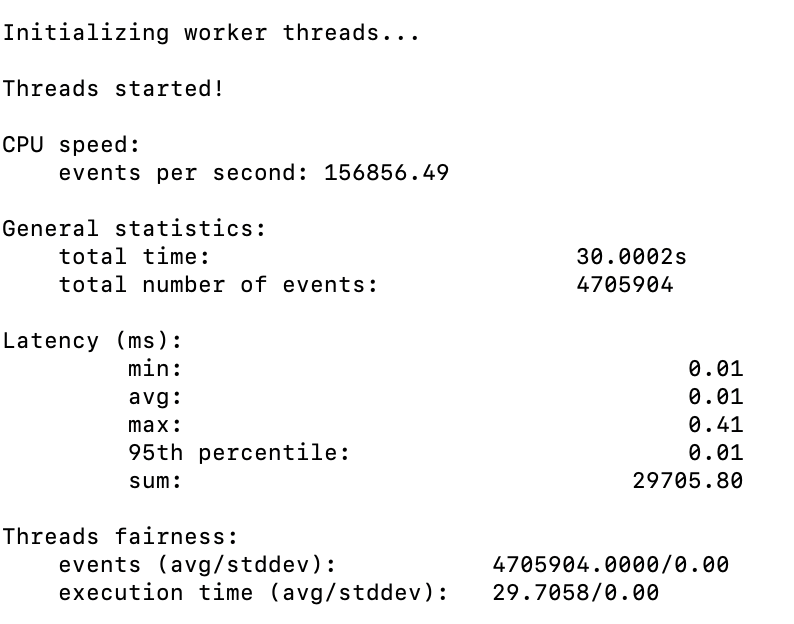 Initializing worker threads...
Threads started!
CPU speed:
events per second: 156856.49
General statistics:
total time: 30.0002s
total number of events: 4705904
Latency (ms):
min: 0.01
avg: 0.01
max: 0.41
95th percentile: 0.01
sum: 29705.80
Threads fairness:
events (avg/stddev): 4705904.0000/0.00
execution time (avg/stddev): 29.7058/0.00